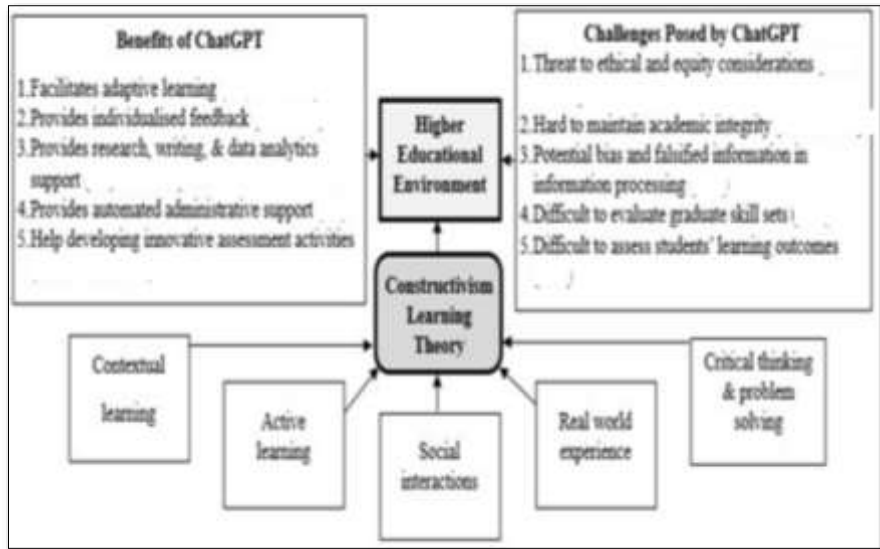 Benefits of ChatGPT
1.Facilitates adaptive learning
2.Provides individualised feedback
3.Provides research, writing, & data analytics
support
4.Provides automated administrative support
5.Help developing innovative assessment activities
Higher
Educational
Environment
Challenges Posed by ChatGPT
1.Threat to ethical and equity considerations
2.Hard to maintain academic integrity
3.Potential bias and falsified information in
information processing
4.Difficult to evaluate graduate skill sets
5.Difficult to assess students' learning outcomes
Constructivism
Learning
Theory
Contextual
learning
Active
learning
Social
interactions
Real world
experience
Critical thinking
& problem
solving